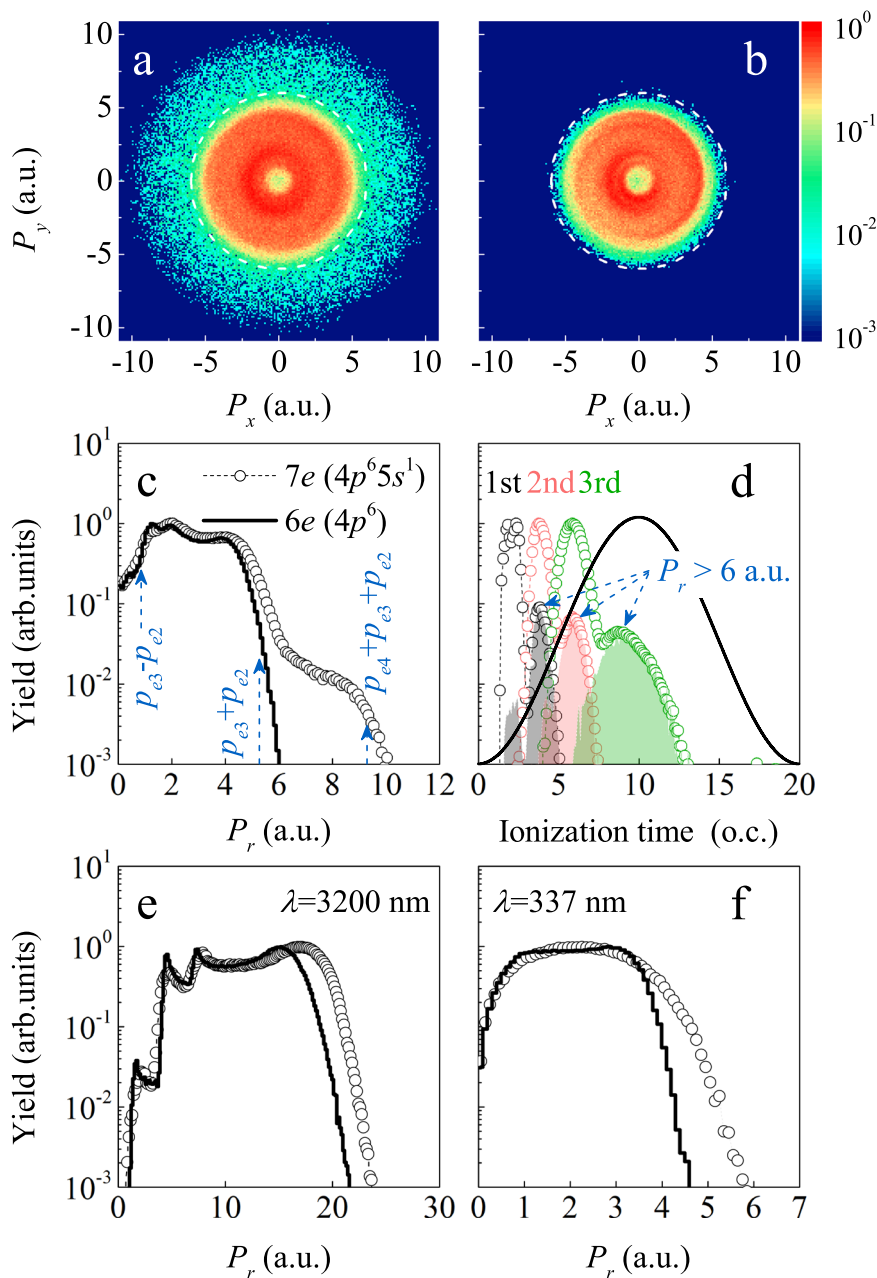 a
b
10
5
0
-5
-10
P_y (a.u.)
-10 -5 0 5 10
-10 -5 0 5 10
P_x (a.u.)
P_x (a.u.)
10^0
10^-1
10^-2
10^-3
c
7e (4p^6 5s^1)
6e (4p^6)
p_e3-p_e2
p_e3+p_e2
p_e4+p_e3+p_e2
10^1
10^0
10^-1
10^-2
10^-3
Yield (arb.units)
0 2 4 6 8 10 12
P_r (a.u.)
d
1st 2nd 3rd
P_r > 6 a.u.
0 5 10 15 20
Ionization time (o.c.)
e
λ=3200 nm
10^1
10^0
10^-1
10^-2
10^-3
Yield (arb.units)
0 10 20 30
P_r (a.u.)
λ=337 nm
f
0 1 2 3 4 5 6 7
P_r (a.u.)